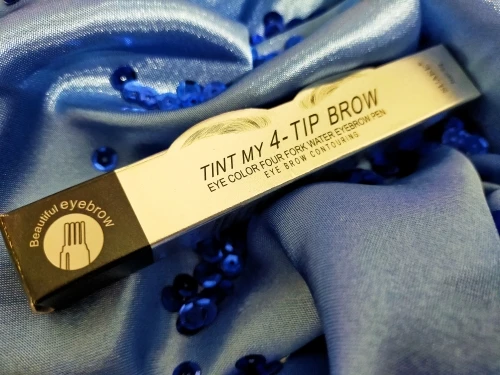 Beautiful eyebrow
TINT MY 4-TIP BROW
EYE COLOR FOUR FORK WATER EYEBROW PEN
EYE BROW CONTOURING